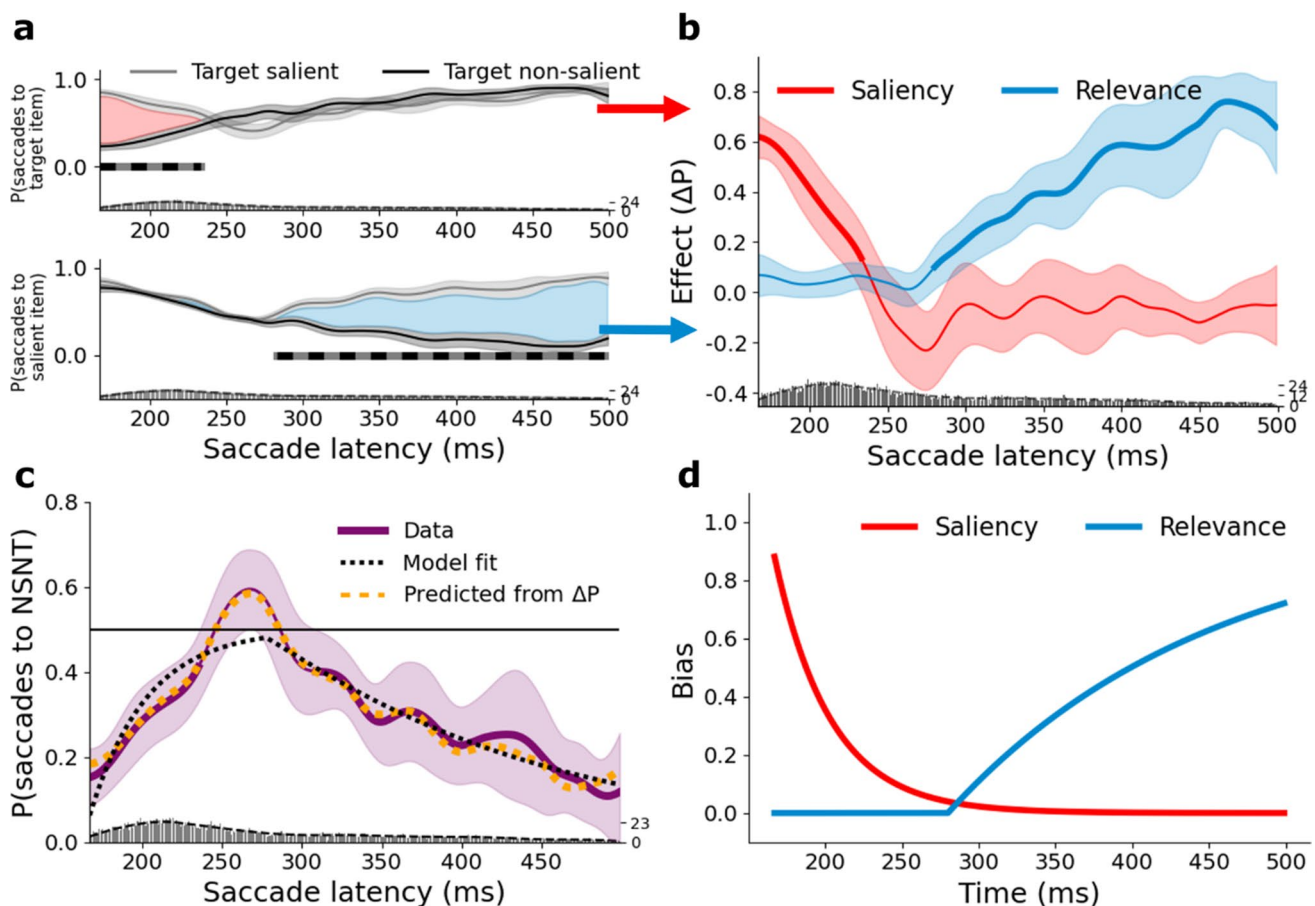 a
Target salient
Target non-salient
P(saccades to
target item)
1.0
0.0
24
0
200 250 300 350 400 450 500
P(saccades to
salient item)
1.0
0.0
24
0
200 250 300 350 400 450 500
Saccade latency (ms)
b
Saliency
Relevance
Effect (ΔP)
0.8
0.6
0.4
0.2
0.0
-0.2
-0.4
24
12
0
200 250 300 350 400 450 500
Saccade latency (ms)
c
Data
Model fit
Predicted from ΔP
P(saccades to NSNT)
0.8
0.6
0.4
0.2
0.0
23
0
200 250 300 350 400 450
Saccade latency (ms)
d
Saliency
Relevance
Bias
1.0
0.8
0.6
0.4
0.2
0.0
200 250 300 350 400 450 500
Time (ms)